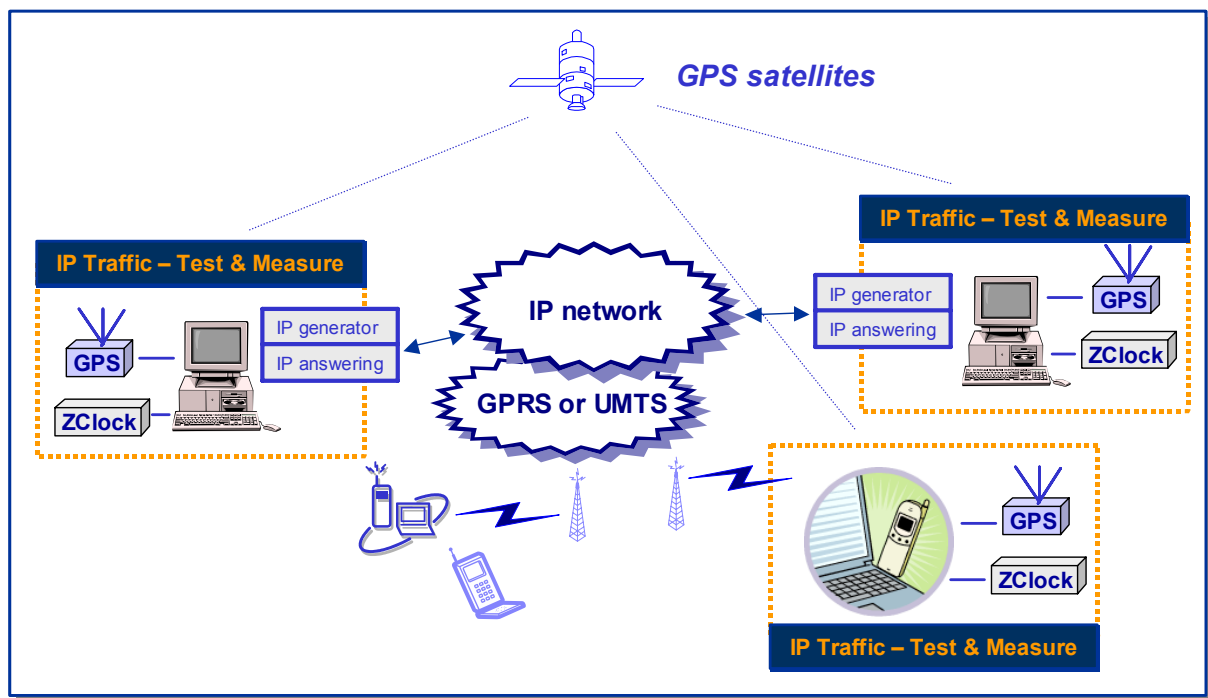 GPS satellites
IP Traffic – Test & Measure
IP Traffic – Test & Measure
IP generator
IP answering
GPS
ZClock
IP network
GPRS or UMTS
IP generator
IP answering
GPS
ZClock
GPS
ZClock
IP Traffic – Test & Measure